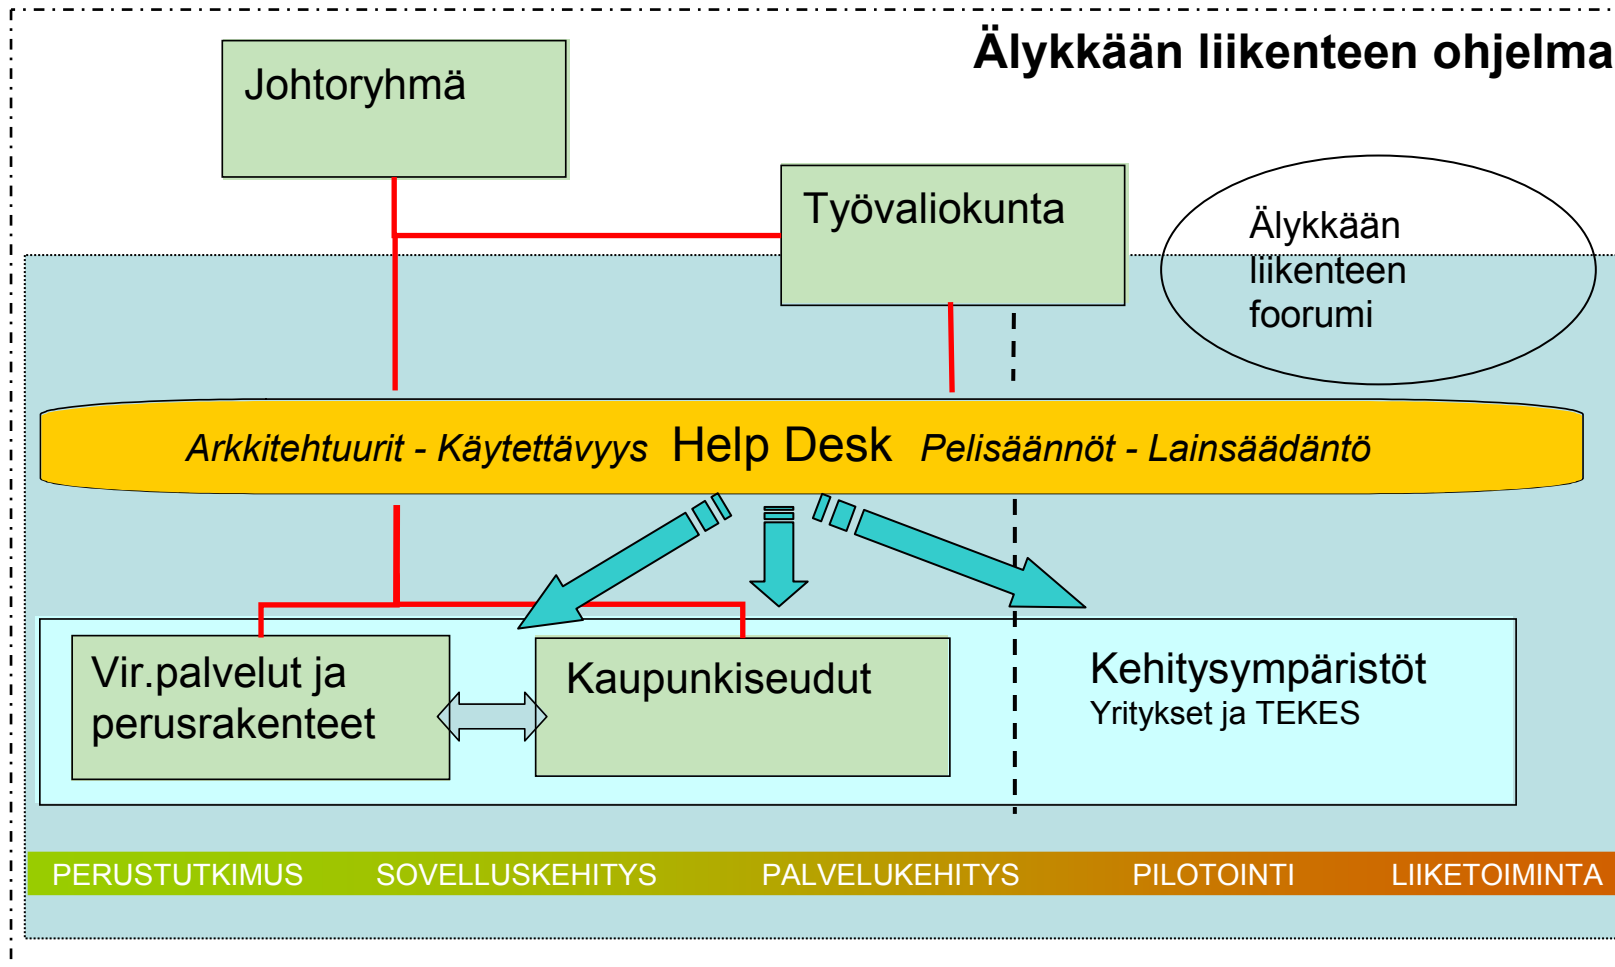 Älykkään liikenteen ohjelma
Johtoryhmä
Työvaliokunta
Älykkään
liikenteen
foorumi
Arkkitehtuurit - Käytettävyys Help Desk Pelisäännöt - Lainsäädäntö
Vir.palvelut ja
perusrakenteet
Kaupunkiseudut
Kehitysympäristöt
Yritykset ja TEKES
PERUSTUTKIMUS SOVELLUSKEHITYS PALVELUKEHITYS PILOTOINTI LIIKETOIMINTA